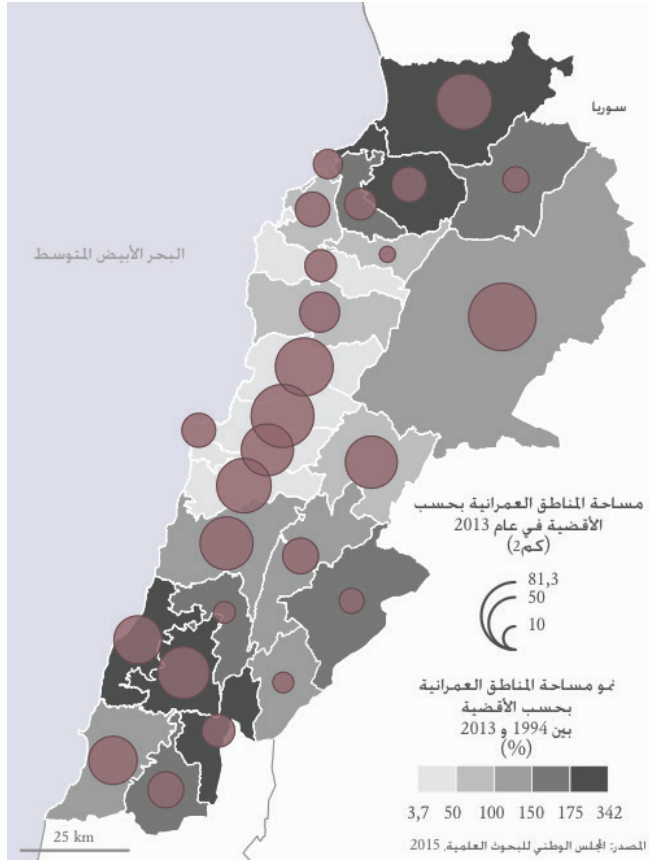 سوريا
البحر الأبيض المتوسط
مساحة المناطق العمرانية بحسب
الأقضية في عام 2013
(كم2)
81,3
50
10
نمو مساحة المناطق العمرانية
بحسب الأقضية
بين 1994 و 2013
(%)
3,7 50 100 150 175 342
25 km
المصدر: المجلس الوطني للبحوث العلمية، 2015